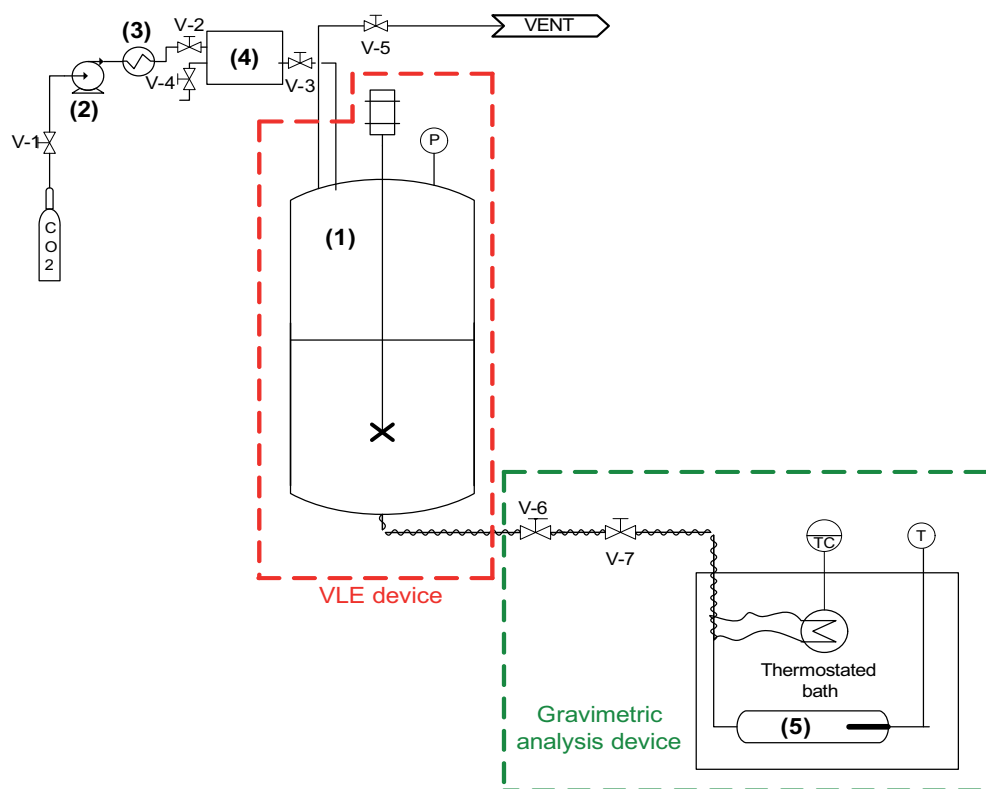 VENT
V-2
(3)
V-5
(4)
V-3
V-4
(2)
V-1
P
C
O
2
(1)
V-6
V-7
TC
T
VLE device
Thermostated
bath
Gravimetric
analysis device
(5)